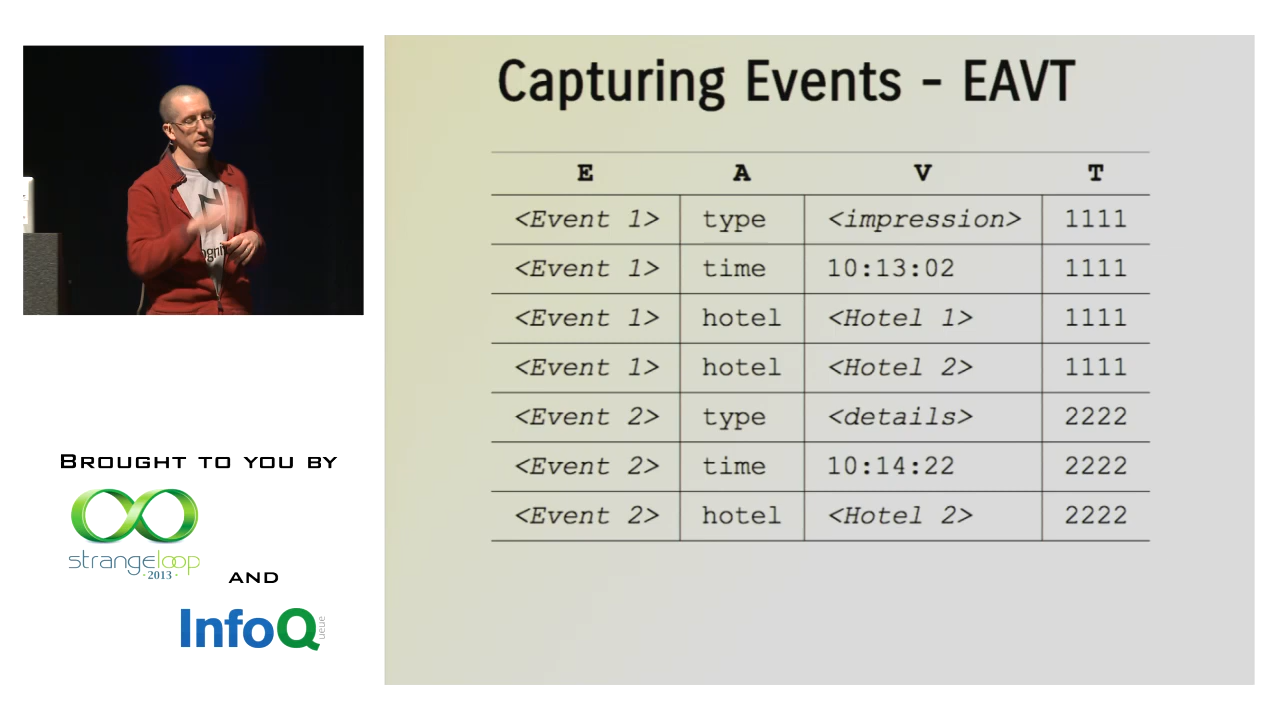 Capturing Events - EAVT
E A V T
<Event 1> type <impression> 1111
<Event 1> time 10:13:02 1111
<Event 1> hotel <Hotel 1> 1111
<Event 1> hotel <Hotel 2> 1111
<Event 2> type <details> 2222
<Event 2> time 10:14:22 2222
<Event 2> hotel <Hotel 2> 2222
BROUGHT TO YOU BY
strangeloop
·2013·
AND
InfoQ
ueue